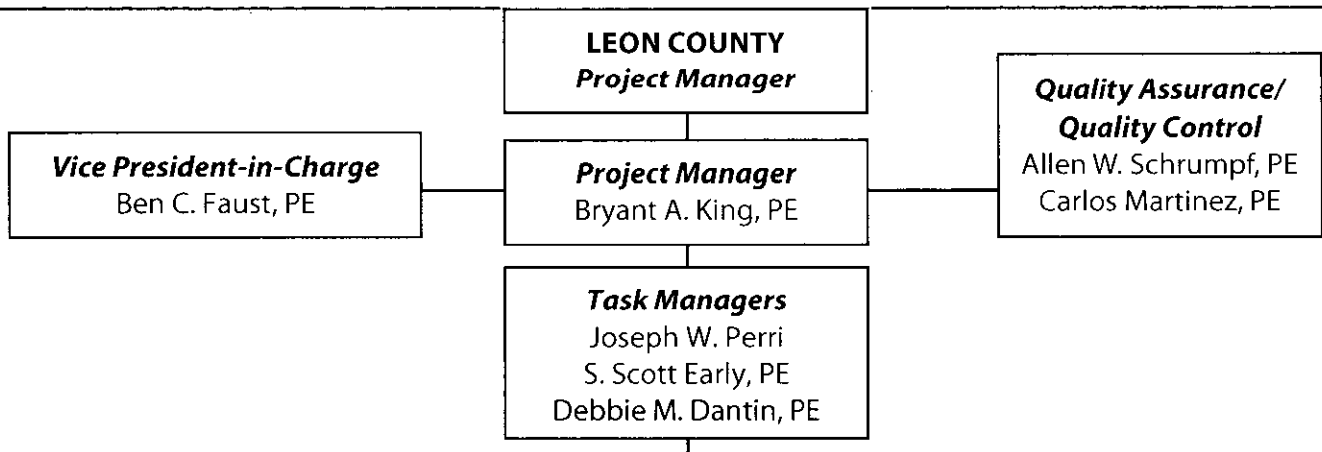 LEON COUNTY
Project Manager
Quality Assurance/
Quality Control
Allen W. Schrumpf, PE
Carlos Martinez, PE
Vice President-in-Charge
Ben C. Faust, PE
Project Manager
Bryant A. King, PE
Task Managers
Joseph W. Perri
S. Scott Early, PE
Debbie M. Dantin, PE